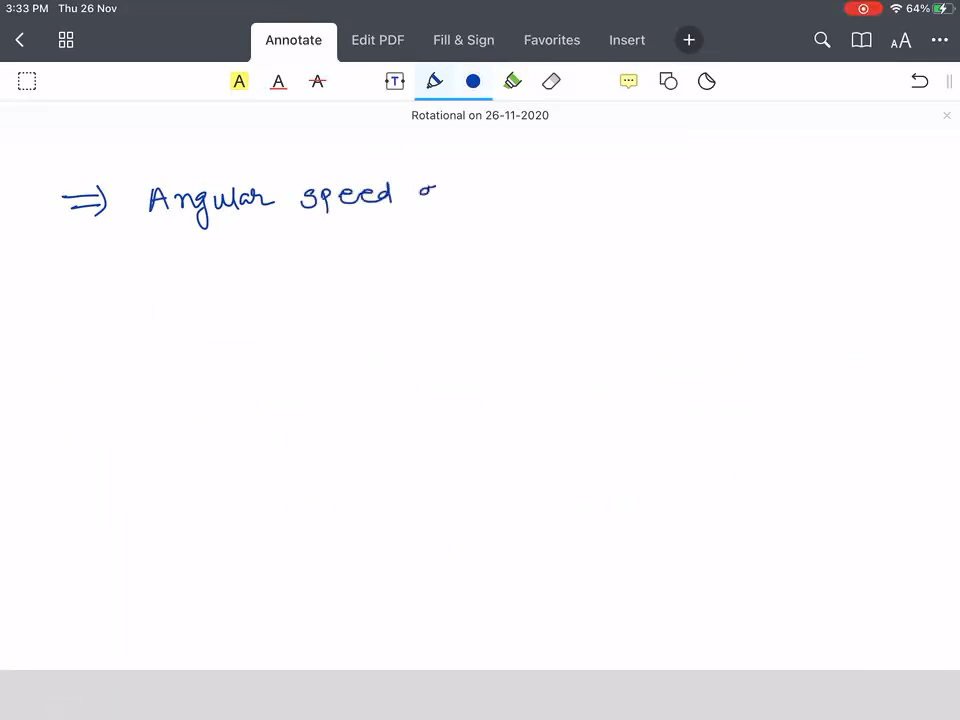 3:33 PM Thu 26 Nov 64%
Annotate Edit PDF Fill & Sign Favorites Insert + AA
A A A T
Rotational on 26-11-2020
⇒ Angular speed